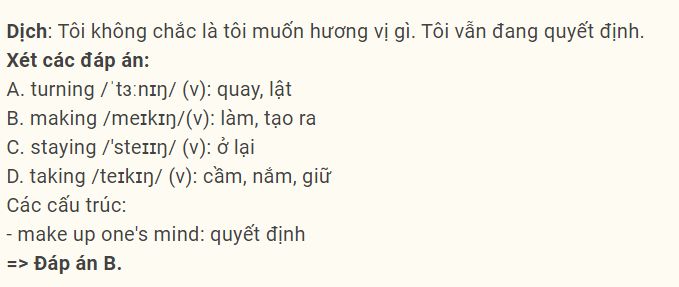 Dịch: Tôi không chắc là tôi muốn hương vị gì. Tôi vẫn đang quyết định.
Xét các đáp án:
A. turning /ˈtɜːnɪŋ/ (v): quay, lật
B. making /meɪkɪŋ/(v): làm, tạo ra
C. staying /'steɪɪŋ/ (v): ở lại
D. taking /teɪkɪŋ/ (v): cầm, nắm, giữ
Các cấu trúc:
- make up one's mind: quyết định
=> Đáp án B.